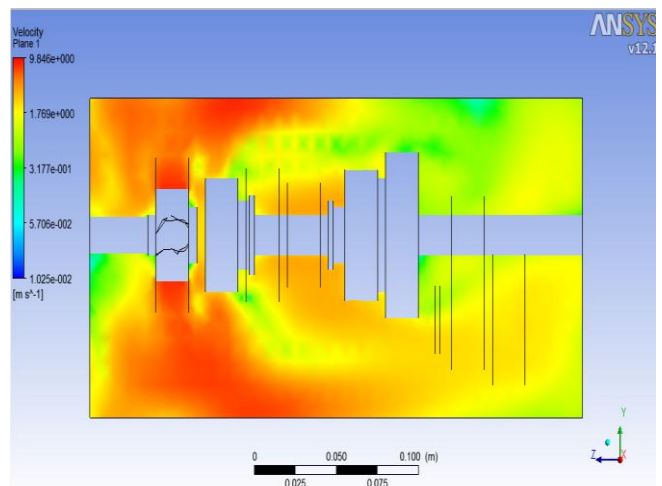 Velocity
Plane 1
ANSYS
v12.1
9.846e+000
1.769e+000
3.177e-001
5.706e-002
1.025e-002
[m s^-1]
Y
Z
X
0 0.050 0.100 (m)
0.025 0.075